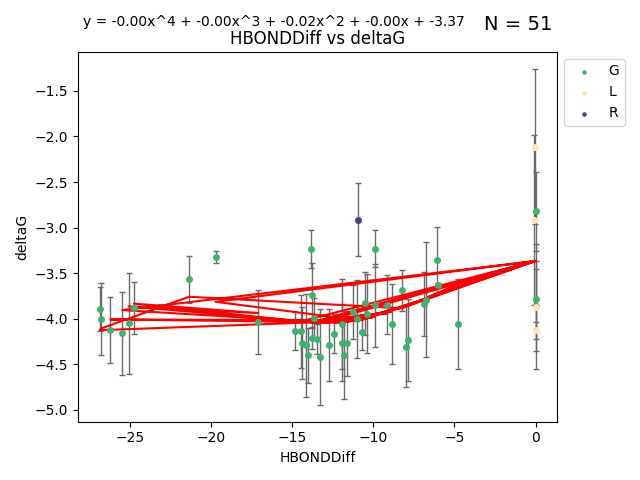 y = -0.00x^4 + -0.00x^3 + -0.02x^2 + -0.00x + -3.37 N = 51
HBONDDiff vs deltaG
G
L
R
−1.5
−2.0
−2.5
−3.0
−3.5
−4.0
−4.5
−5.0
deltaG
−25 −20 −15 −10 −5 0
HBONDDiff